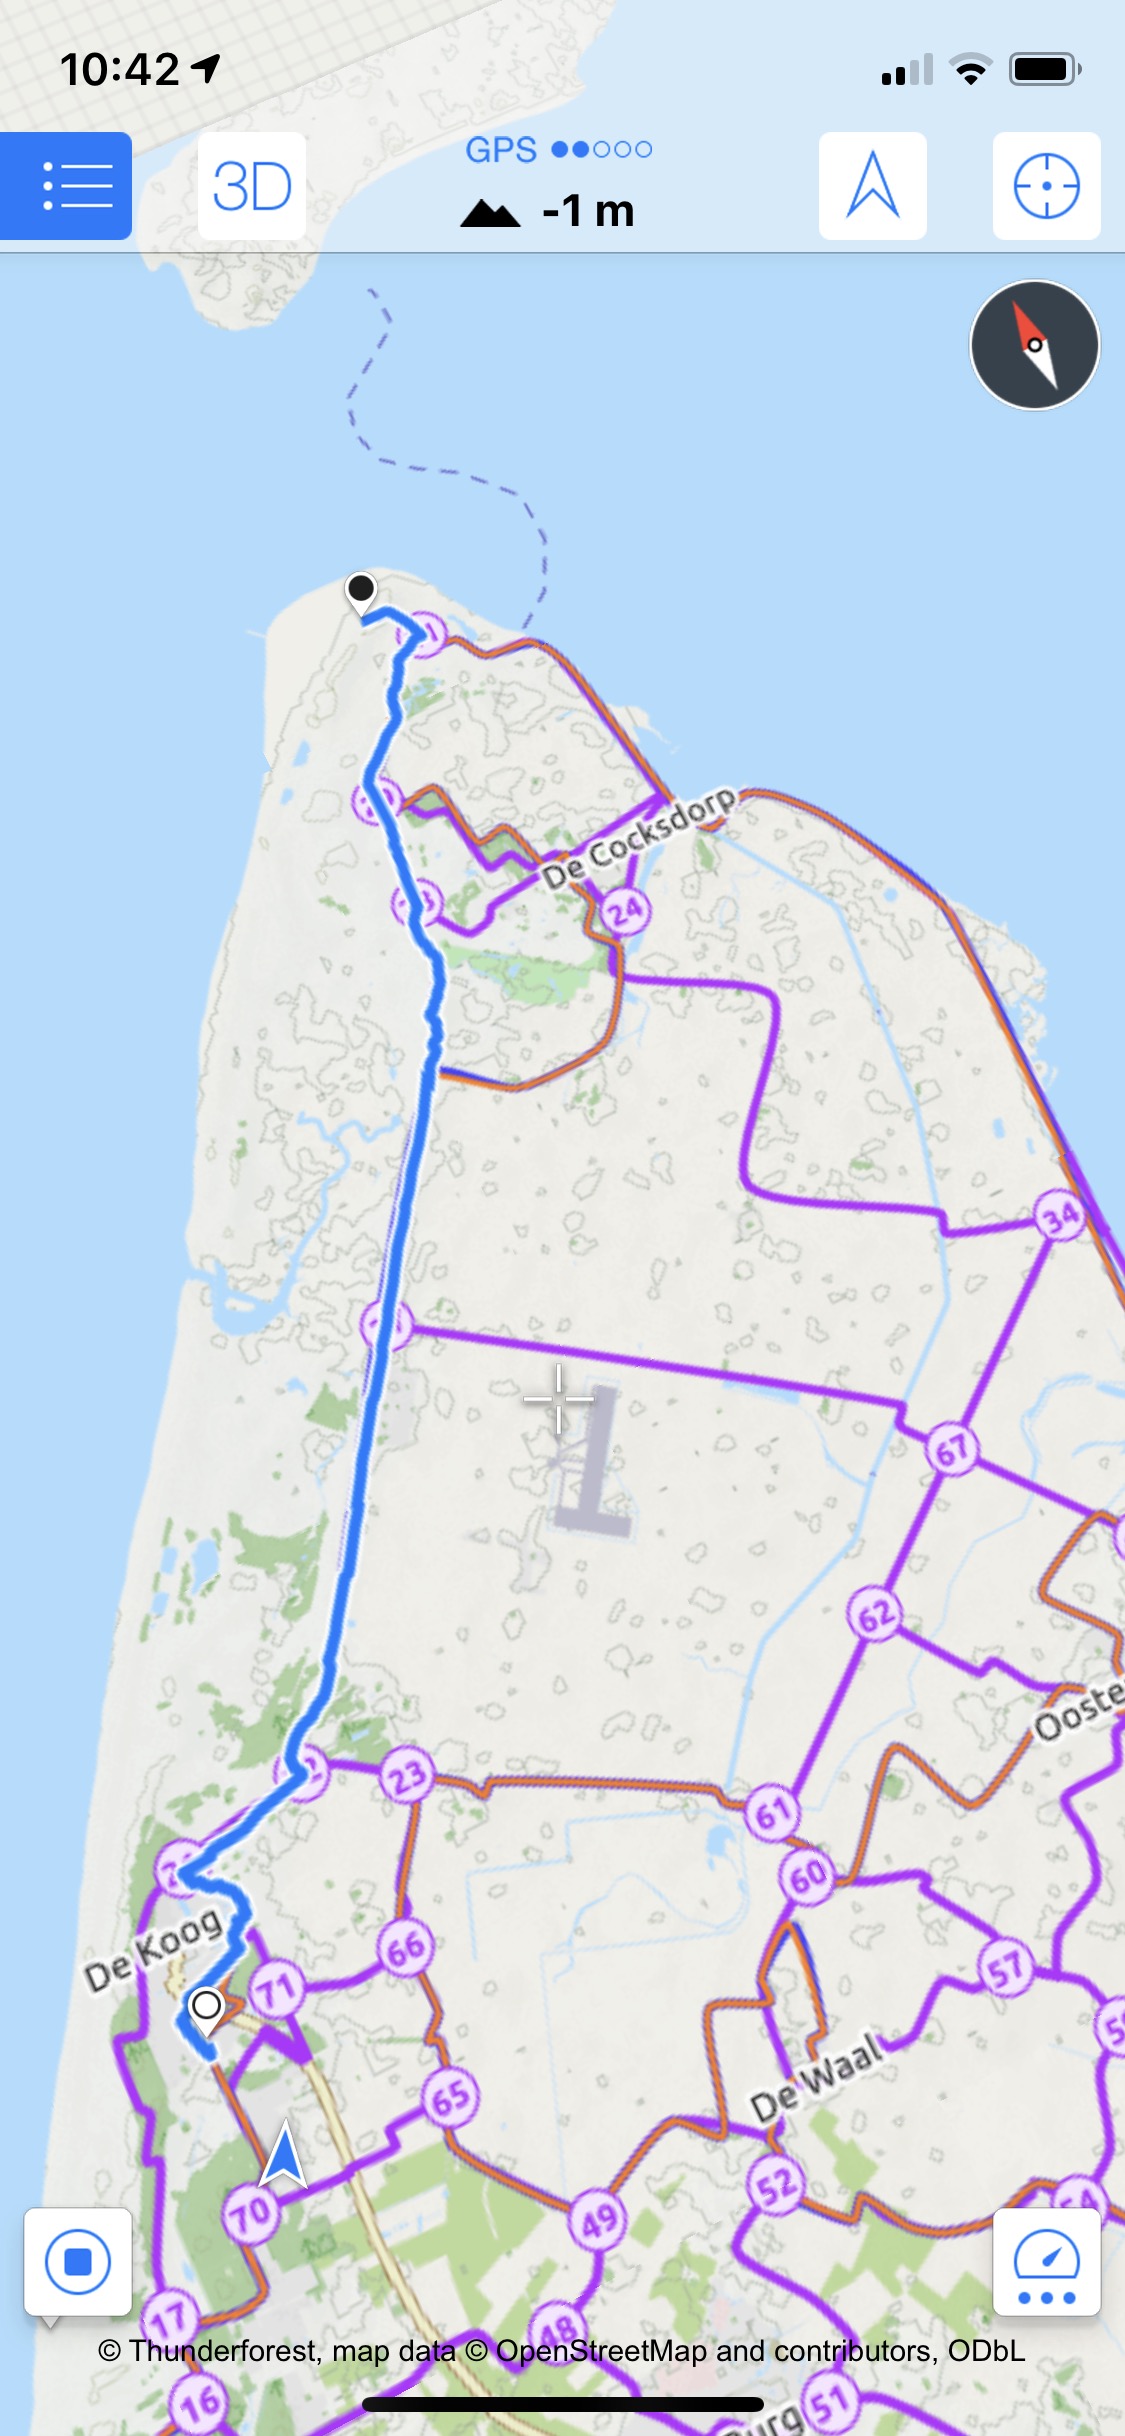 10:42
GPS
3D
-1 m
De Cocksdorp
24
34
67
62
Ooste
23
61
60
De Koog
66
71
57
De Waal
65
52
70
49
54
17
48
© Thunderforest, map data © OpenStreetMap and contributors, ODbL
16
51